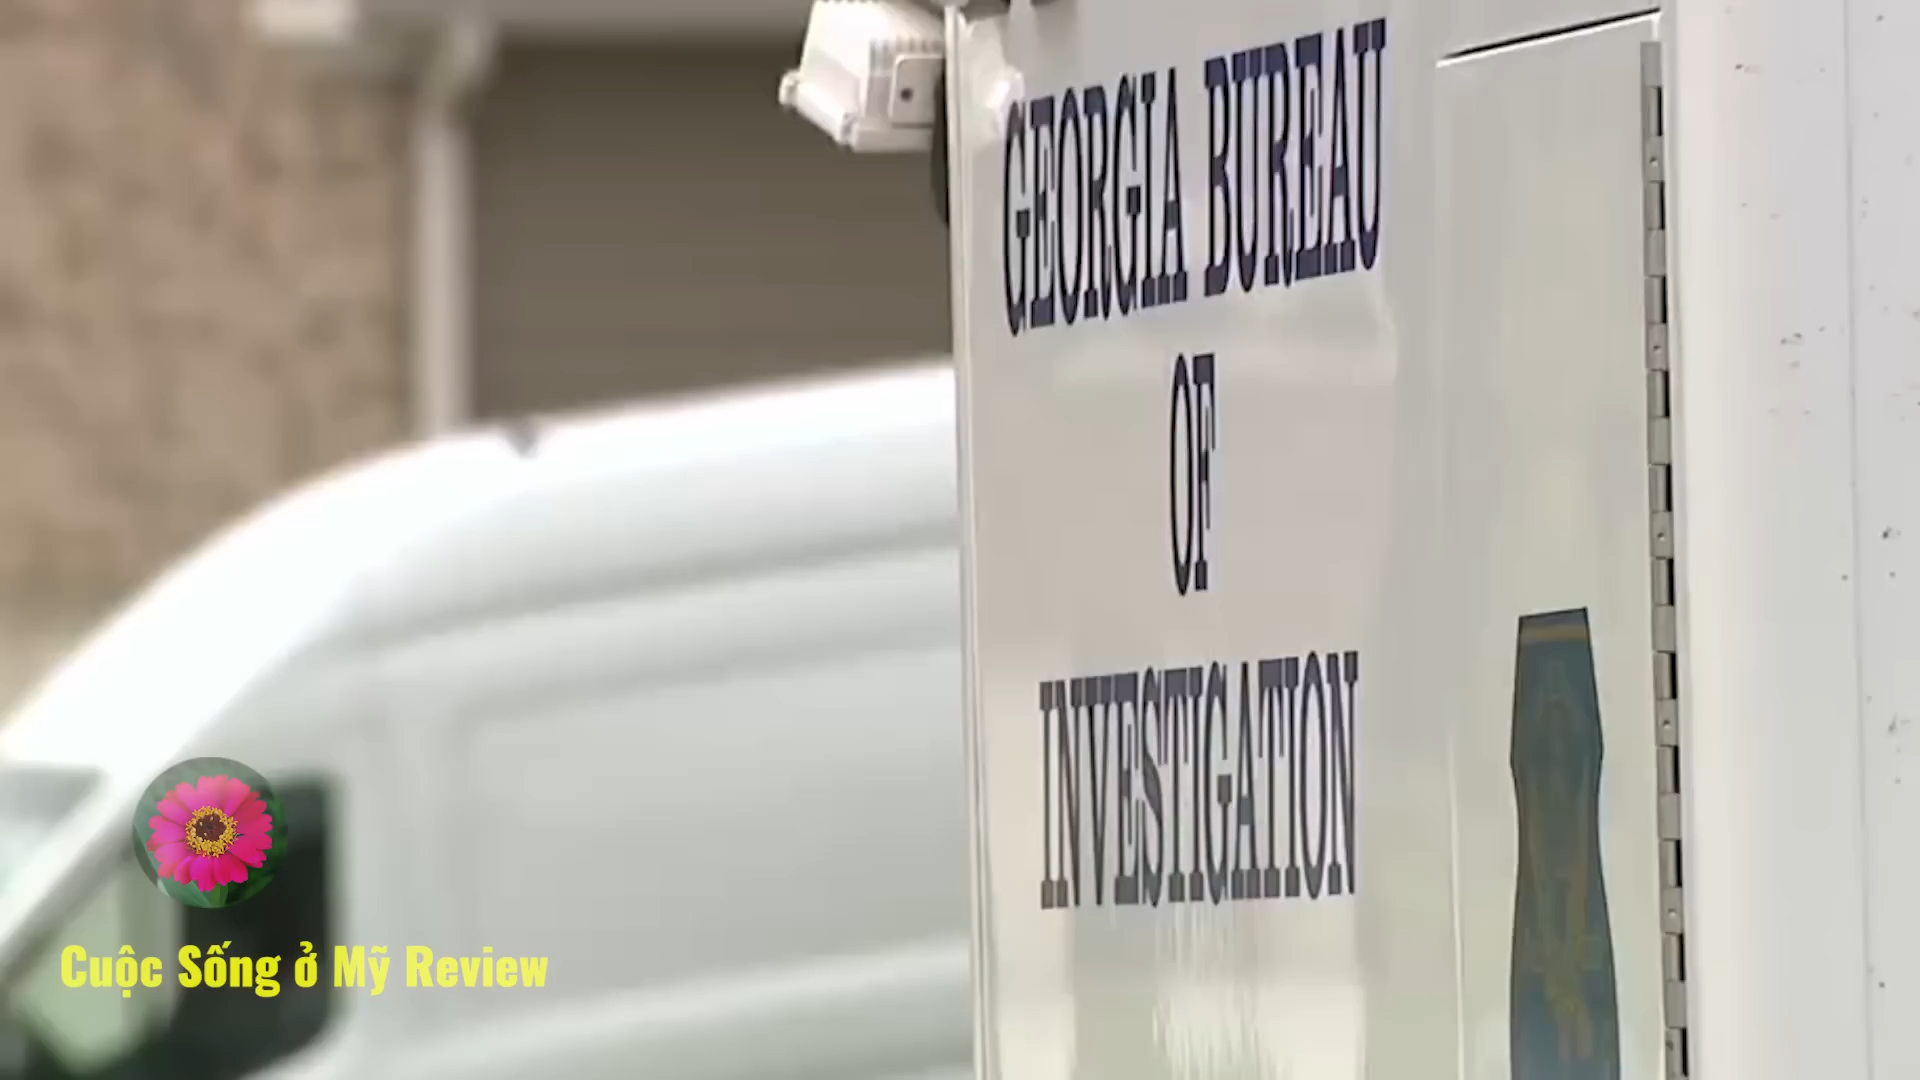 GEORGIA BUREAU
OF
INVESTIGATION
Cuộc Sống ở Mỹ Review